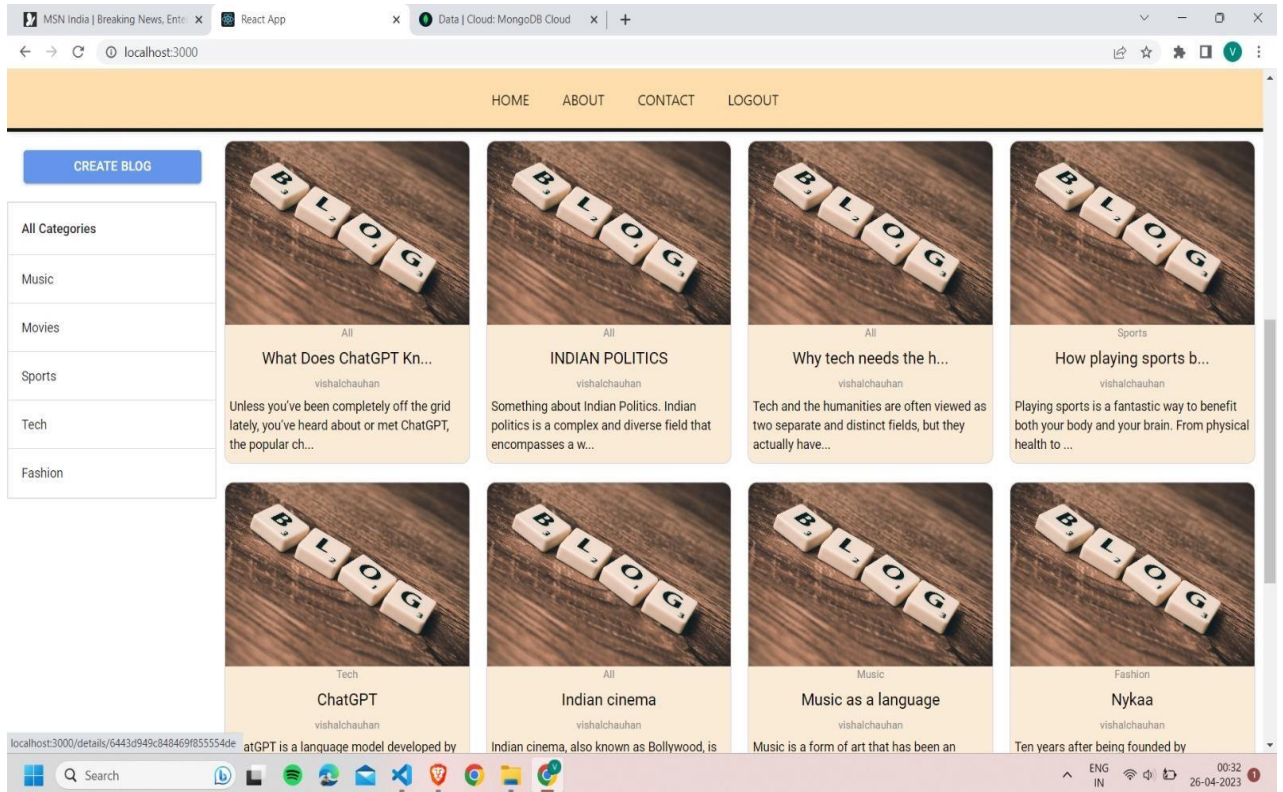 MSN India | Breaking News, Ente
React App
Data | Cloud: MongoDB Cloud
localhost:3000
V
HOME ABOUT CONTACT LOGOUT
CREATE BLOG
All Categories
Music
Movies
Sports
Tech
Fashion
B L O G
All
What Does ChatGPT Kn...
vishalchauhan
Unless you've been completely off the grid
lately, you've heard about or met ChatGPT,
the popular ch...
B L O G
All
INDIAN POLITICS
vishalchauhan
Something about Indian Politics. Indian
politics is a complex and diverse field that
encompasses a w...
B L O G
All
Why tech needs the h...
vishalchauhan
Tech and the humanities are often viewed as
two separate and distinct fields, but they
actually have...
B L O G
Sports
How playing sports b...
vishalchauhan
Playing sports is a fantastic way to benefit
both your body and your brain. From physical
health to ...
B L O G
Tech
ChatGPT
vishalchauhan
atGPT is a language model developed by
B L O G
All
Indian cinema
vishalchauhan
Indian cinema, also known as Bollywood, is
B L O G
Music
Music as a language
vishalchauhan
Music is a form of art that has been an
B L O G
Fashion
Nykaa
vishalchauhan
Ten years after being founded by
localhost:3000/details/6443d949c848469f855554de
Search
ENG
IN
00:32
26-04-2023
1